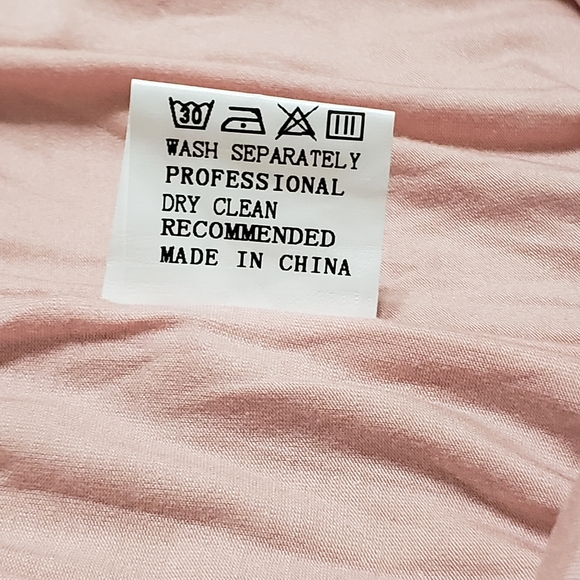 30
WASH SEPARATELY
PROFESSIONAL
DRY CLEAN
RECOMMENDED
MADE IN CHINA